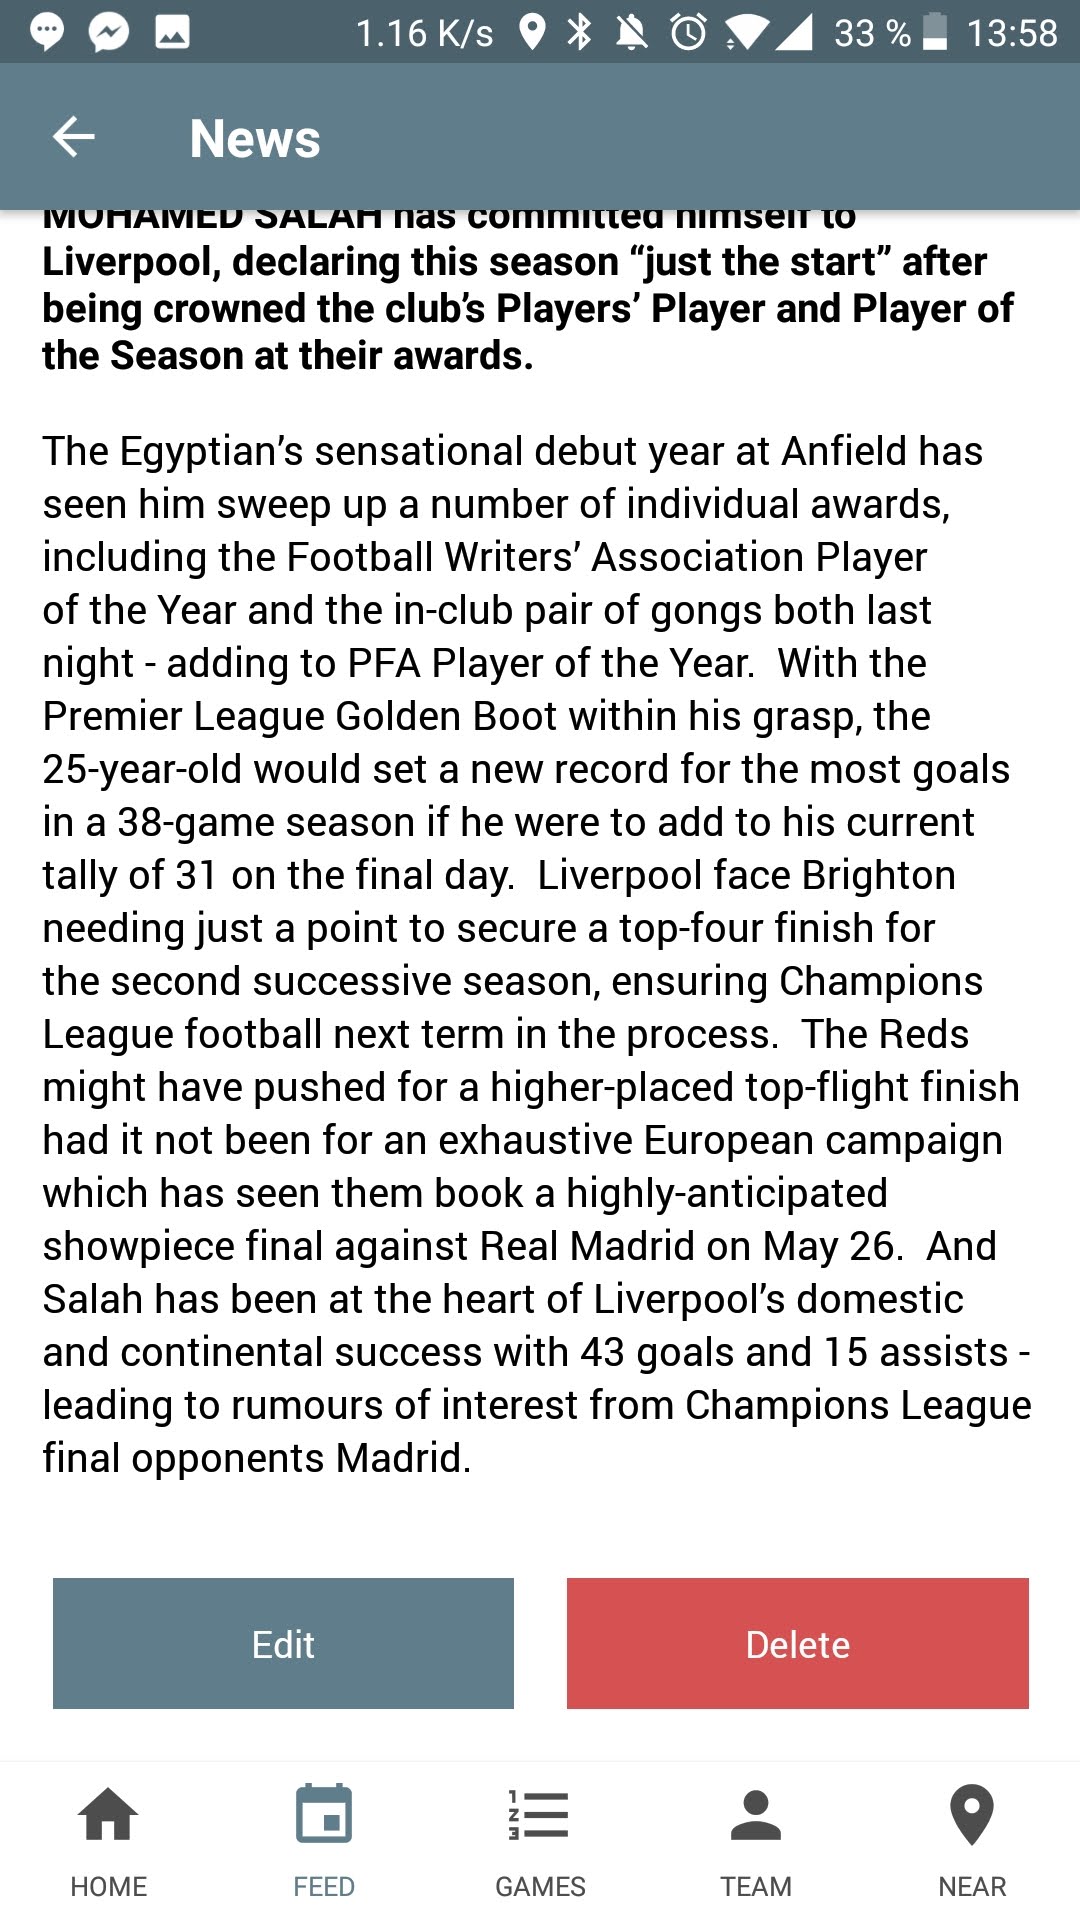 1.16 K/s 33 % 13:58
News
MOHAMED SALAH has committed himself to
Liverpool, declaring this season “just the start” after
being crowned the club’s Players’ Player and Player of
the Season at their awards.
The Egyptian’s sensational debut year at Anfield has
seen him sweep up a number of individual awards,
including the Football Writers’ Association Player
of the Year and the in-club pair of gongs both last
night - adding to PFA Player of the Year.  With the
Premier League Golden Boot within his grasp, the
25-year-old would set a new record for the most goals
in a 38-game season if he were to add to his current
tally of 31 on the final day.  Liverpool face Brighton
needing just a point to secure a top-four finish for
the second successive season, ensuring Champions
League football next term in the process.  The Reds
might have pushed for a higher-placed top-flight finish
had it not been for an exhaustive European campaign
which has seen them book a highly-anticipated
showpiece final against Real Madrid on May 26.  And
Salah has been at the heart of Liverpool’s domestic
and continental success with 43 goals and 15 assists -
leading to rumours of interest from Champions League
final opponents Madrid.
Edit Delete
HOME FEED GAMES TEAM NEAR